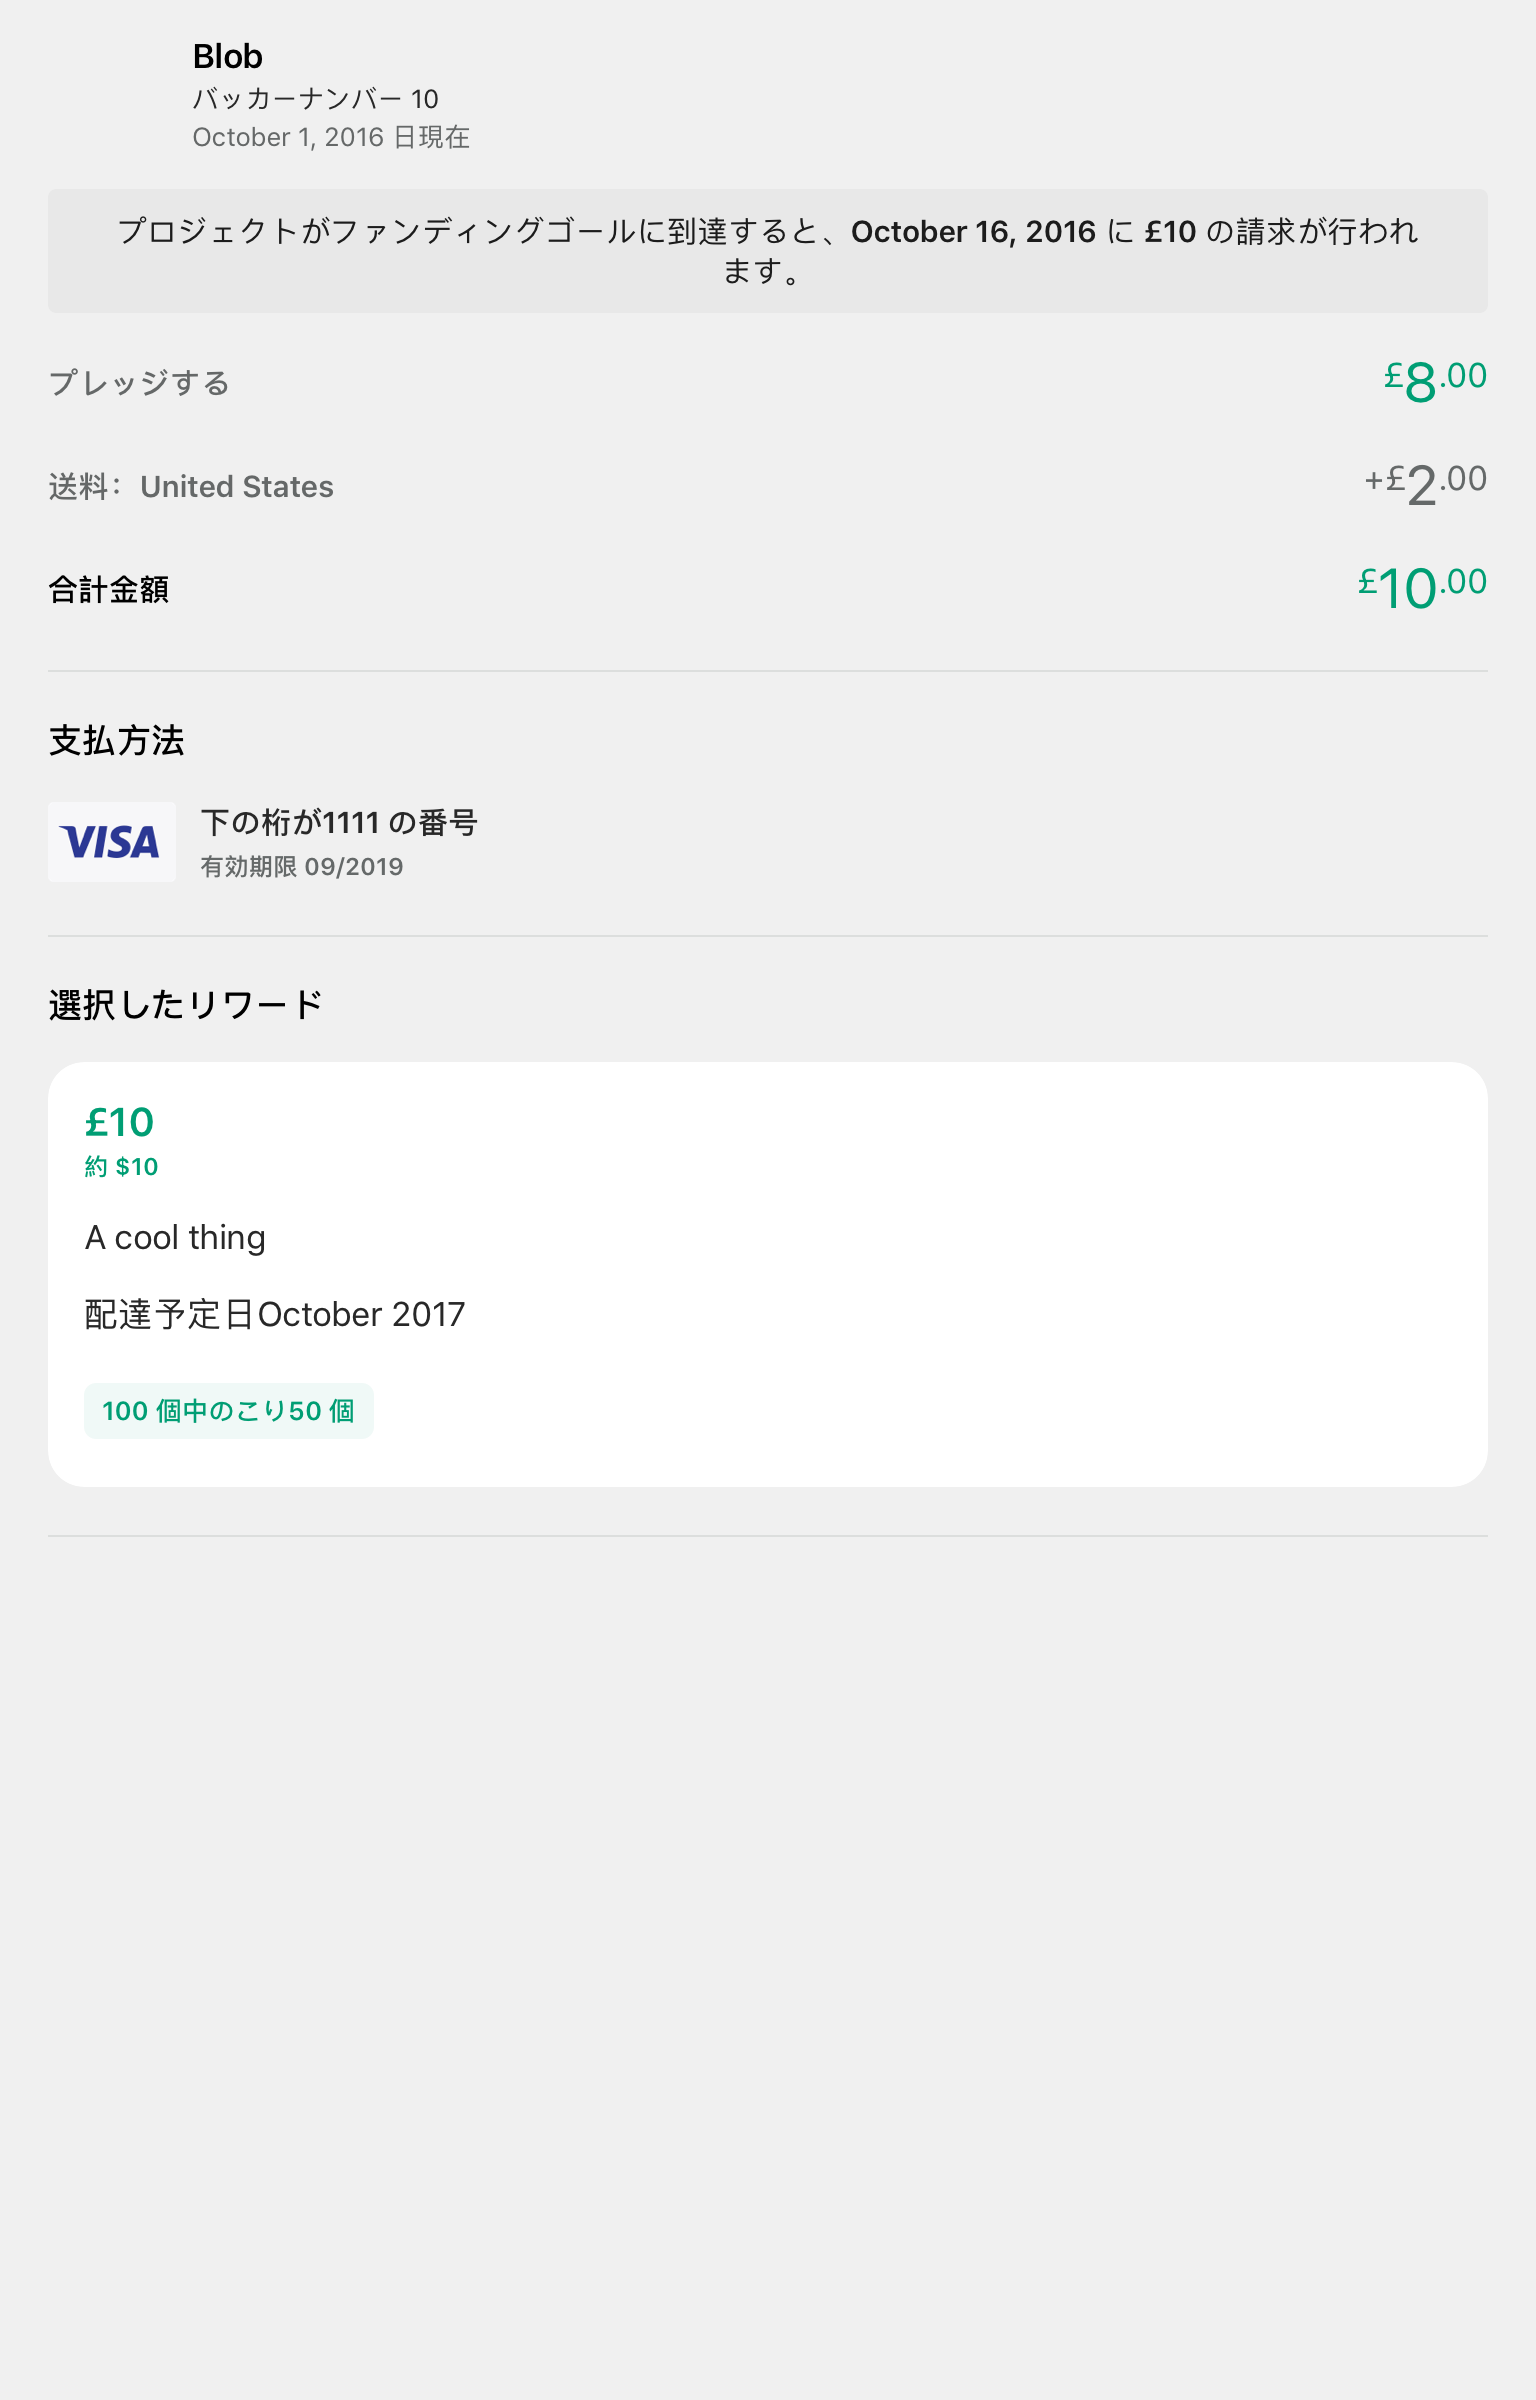 Blob
バッカーナンバー 10
October 1, 2016 日現在
プロジェクトがファンディングゴールに到達すると、October 16, 2016 に £10 の請求が行われ
ます。
プレッジする
£8.00
送料： United States
+£2.00
合計金額
£10.00
支払方法
VISA
下の桁が1111 の番号
有効期限 09/2019
選択したリワード
£10
約 $10
A cool thing
配達予定日October 2017
100 個中のこり50 個